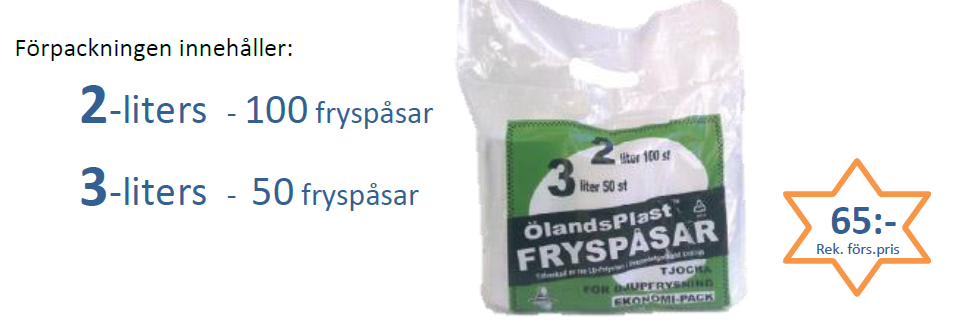 Förpackningen innehåller:
2-liters - 100 fryspåsar
3-liters - 50 fryspåsar
2 liter 100 st
3 liter 50 st
ÖlandsPlast™
FRYSPÅSAR
TJOCKA
FÖR DJUPFRYSNING
EKONOMI-PACK
65:-
Rek. förs.pris